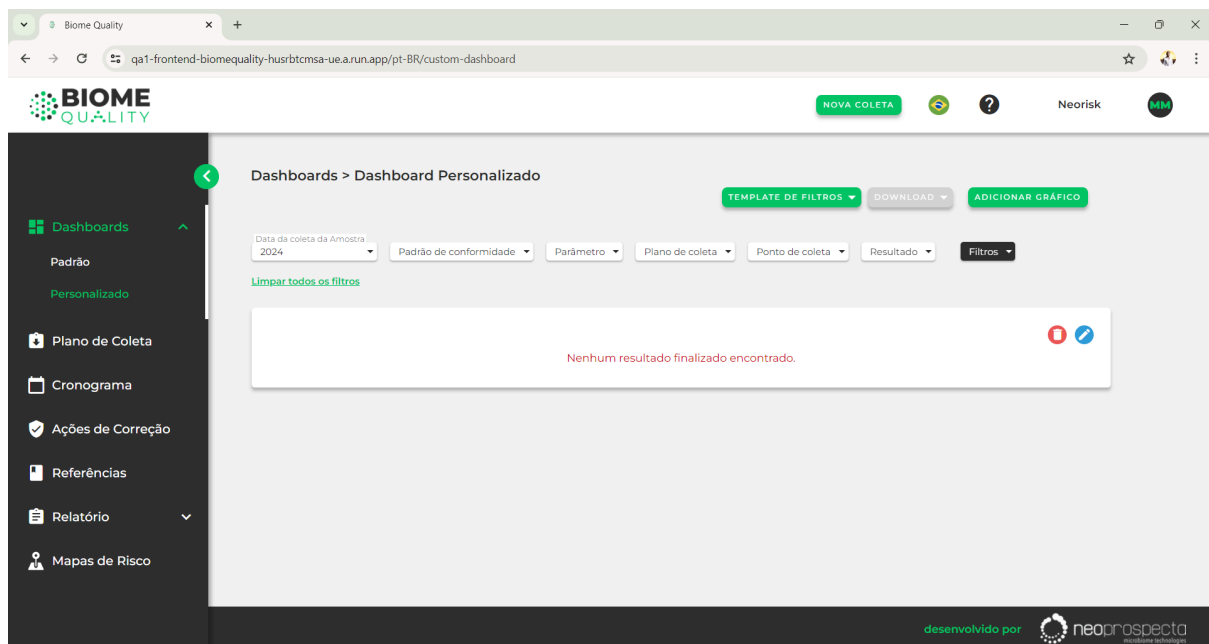 Biome Quality
qa1-frontend-biomequality-husrbtcmsa-ue.a.run.app/pt-BR/custom-dashboard
BIOME
QUALITY
NOVA COLETA
?
Neorisk
MM
Dashboards > Dashboard Personalizado
TEMPLATE DE FILTROS
DOWNLOAD
ADICIONAR GRÁFICO
Dashboards
Padrão
Personalizado
Plano de Coleta
Cronograma
Ações de Correção
Referências
Relatório
Mapas de Risco
Data da coleta da Amostra
2024
Padrão de conformidade
Parâmetro
Plano de coleta
Ponto de coleta
Resultado
Filtros
Limpar todos os filtros
Nenhum resultado finalizado encontrado.
desenvolvido por
neoprospecta
microbiome technologies